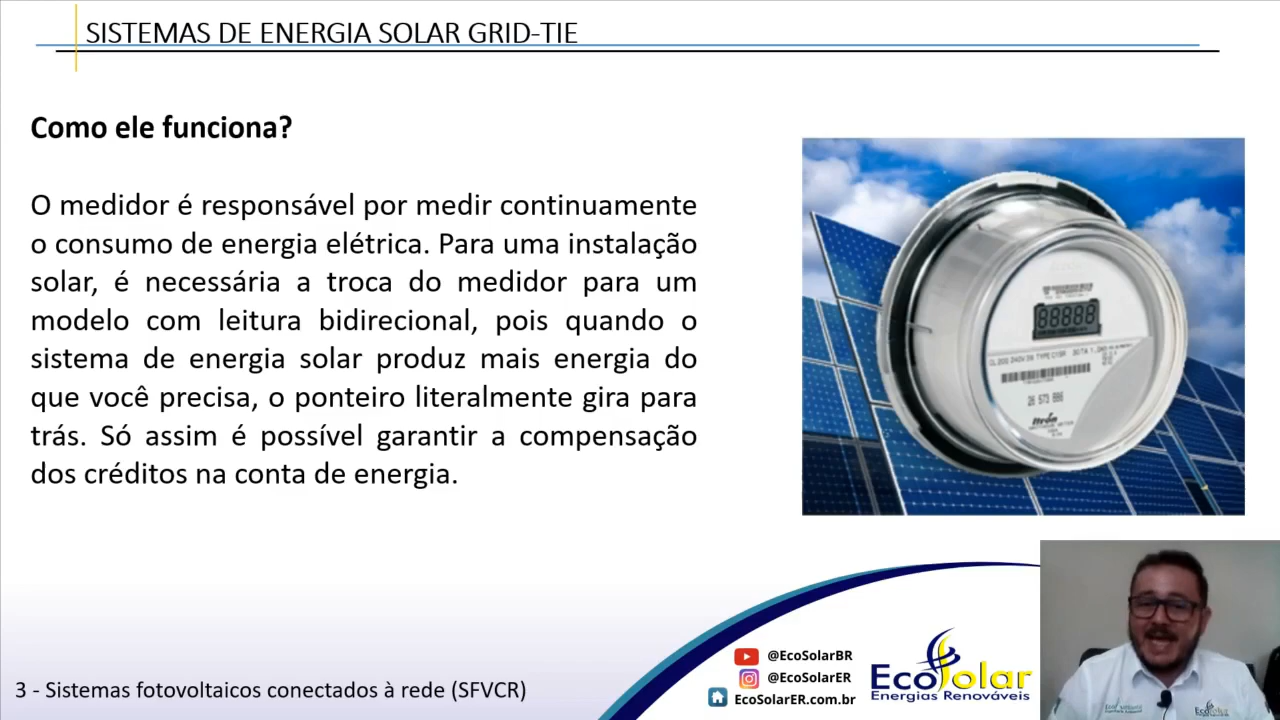 SISTEMAS DE ENERGIA SOLAR GRID-TIE
Como ele funciona?
O medidor é responsável por medir continuamente
o consumo de energia elétrica. Para uma instalação
solar, é necessária a troca do medidor para um
modelo com leitura bidirecional, pois quando o
sistema de energia solar produz mais energia do
que você precisa, o ponteiro literalmente gira para
trás. Só assim é possível garantir a compensação
dos créditos na conta de energia.
88888
Itron
@EcoSolarBR
@EcoSolarER
EcoSolarER.com.br
EcoSolar
Energias Renováveis
3 - Sistemas fotovoltaicos conectados à rede (SFVCR)